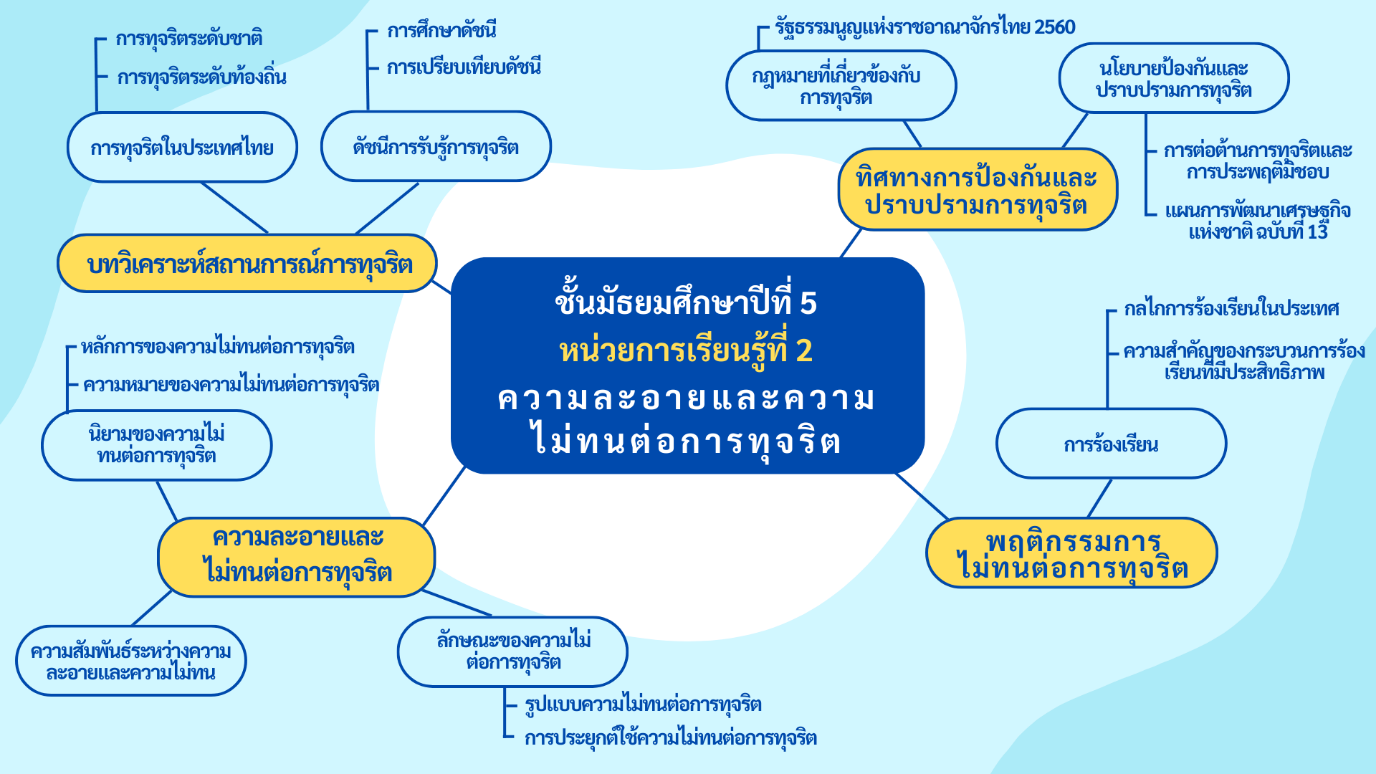 การทุจริตระดับชาติ
การทุจริตระดับท้องถิ่น
การทุจริตในประเทศไทย
การศึกษาดัชนี
การเปรียบเทียบดัชนี
ดัชนีการรับรู้การทุจริต
บทวิเคราะห์สถานการณ์การทุจริต
รัฐธรรมนูญแห่งราชอาณาจักรไทย 2560
กฎหมายที่เกี่ยวข้องกับ
การทุจริต
นโยบายป้องกันและ
ปราบปรามการทุจริต
การต่อต้านการทุจริตและ
การประพฤติมิชอบ
แผนการพัฒนาเศรษฐกิจ
แห่งชาติ ฉบับที่ 13
ทิศทางการป้องกันและ
ปราบปรามการทุจริต
ชั้นมัธยมศึกษาปีที่ 5
หน่วยการเรียนรู้ที่ 2
ความละอายและความ
ไม่ทนต่อการทุจริต
หลักการของความไม่ทนต่อการทุจริต
ความหมายของความไม่ทนต่อการทุจริต
นิยามของความไม่
ทนต่อการทุจริต
ความละอายและ
ไม่ทนต่อการทุจริต
ความสัมพันธ์ระหว่างความ
ละอายและความไม่ทน
ลักษณะของความไม่
ต่อการทุจริต
รูปแบบความไม่ทนต่อการทุจริต
การประยุกต์ใช้ความไม่ทนต่อการทุจริต
กลไกการร้องเรียนในประเทศ
ความสำคัญของกระบวนการร้อง
เรียนที่มีประสิทธิภาพ
การร้องเรียน
พฤติกรรมการ
ไม่ทนต่อการทุจริต